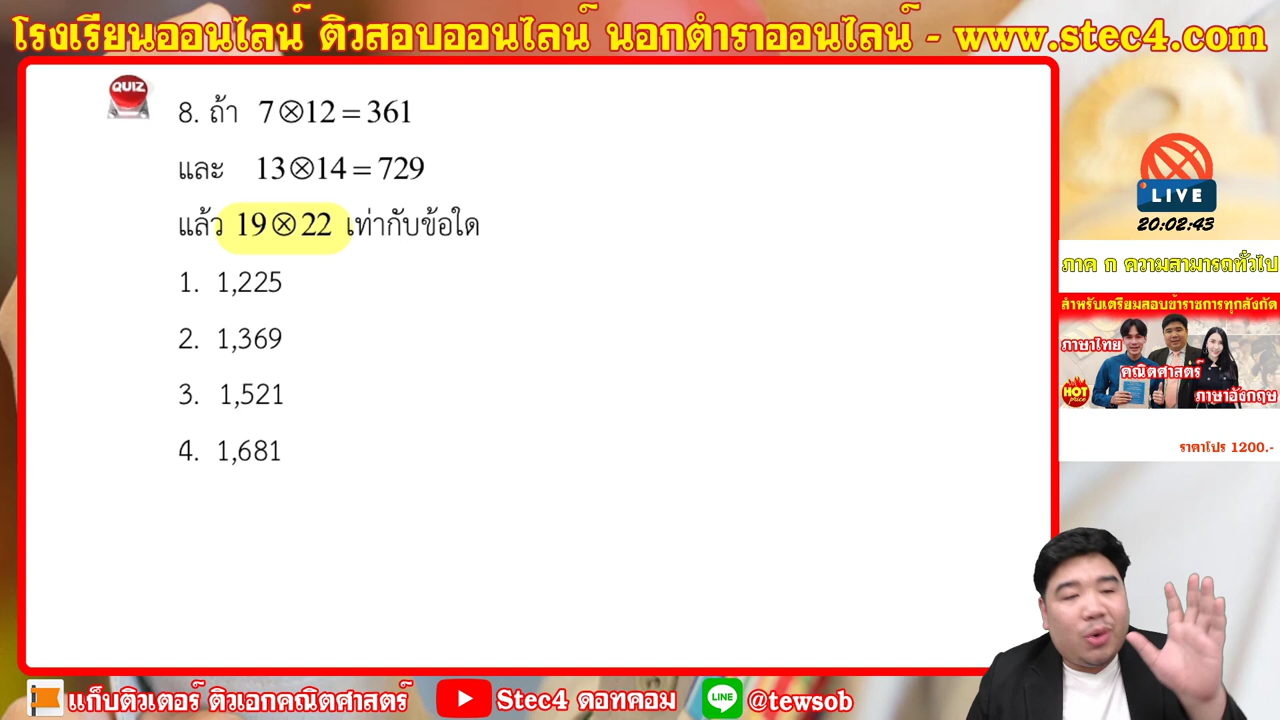 โรงเรียนออนไลน์ ติวสอบออนไลน์ นอกตำราออนไลน์ - www.stec4.com
QUIZ
8. ถ้า 7⊗12=361
และ 13⊗14=729
แล้ว 19⊗22 เท่ากับข้อใด
1. 1,225
2. 1,369
3. 1,521
4. 1,681
LIVE
20:02:43
ภาค ก ความสามารถทั่วไป
สำหรับเตรียมสอบข้าราชการทุกสังกัด
ภาษาไทย
คณิตศาสตร์
HOT
price
ภาษาอังกฤษ
ราคาโปร 1200.-
แก็บติวเตอร์ ติวเอกคณิตศาสตร์ Stec4 ดอทคอม LINE @tewsob